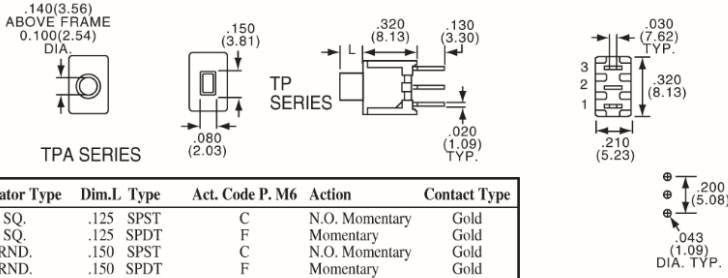 .140(3.56)
ABOVE FRAME
0.100(2.54)
DIA.
.150
(3.81)
.080
(2.03)
TPA SERIES
TP
SERIES
L
.320
(8.13)
.130
(3.30)
.020
(1.09)
TYP.
.030
(7.62)
TYP.
3
2
1
.320
(8.13)
.210
(5.23)
.200
(5.08)
.043
(1.09)
DIA. TYP.
ator Type Dim.L Type Act. Code P. M6 Action Contact Type
SQ. .125 SPST C N.O. Momentary Gold
SQ. .125 SPDT F Momentary Gold
RND. .150 SPST C N.O. Momentary Gold
RND. .150 SPDT F Momentary Gold